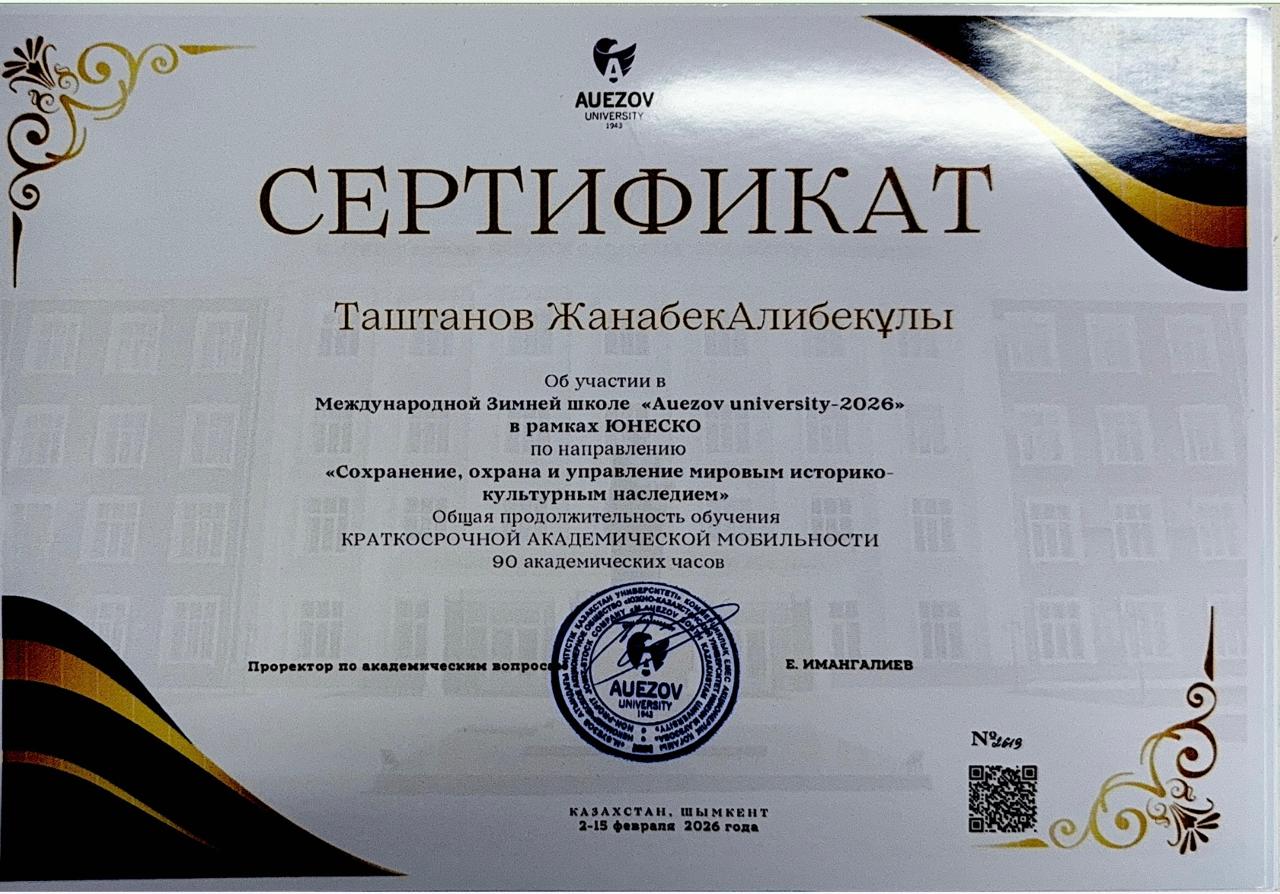 AUEZOV
UNIVERSITY
1943
СЕРТИФИКАТ
Таштанов ЖанабекАлибекұлы
Об участии в
Международной Зимней школе «Auezov university-2026»
в рамках ЮНЕСКО
по направлению
«Сохранение, охрана и управление мировым историко-
культурным наследием»
Общая продолжительность обучения
КРАТКОСРОЧНОЙ АКАДЕМИЧЕСКОЙ МОБИЛЬНОСТИ
90 академических часов
Проректор по академическим
Е. ИМАНГАЛИЕВ
AUEZOV
UNIVERSITY
1943
№2619
КАЗАХСТАН, ШЫМКЕНТ
2-15 февраля 2026 года